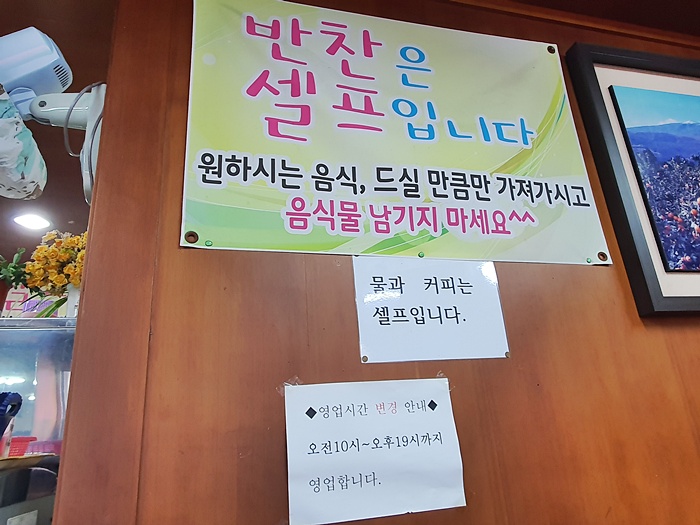 반찬은
셀프입니다
원하시는 음식, 드실 만큼만 가져가시고
음식물 남기지 마세요^^
물과 커피는
셀프입니다.
◆영업시간 변경 안내◆
오전10시~오후19시까지
영업합니다.